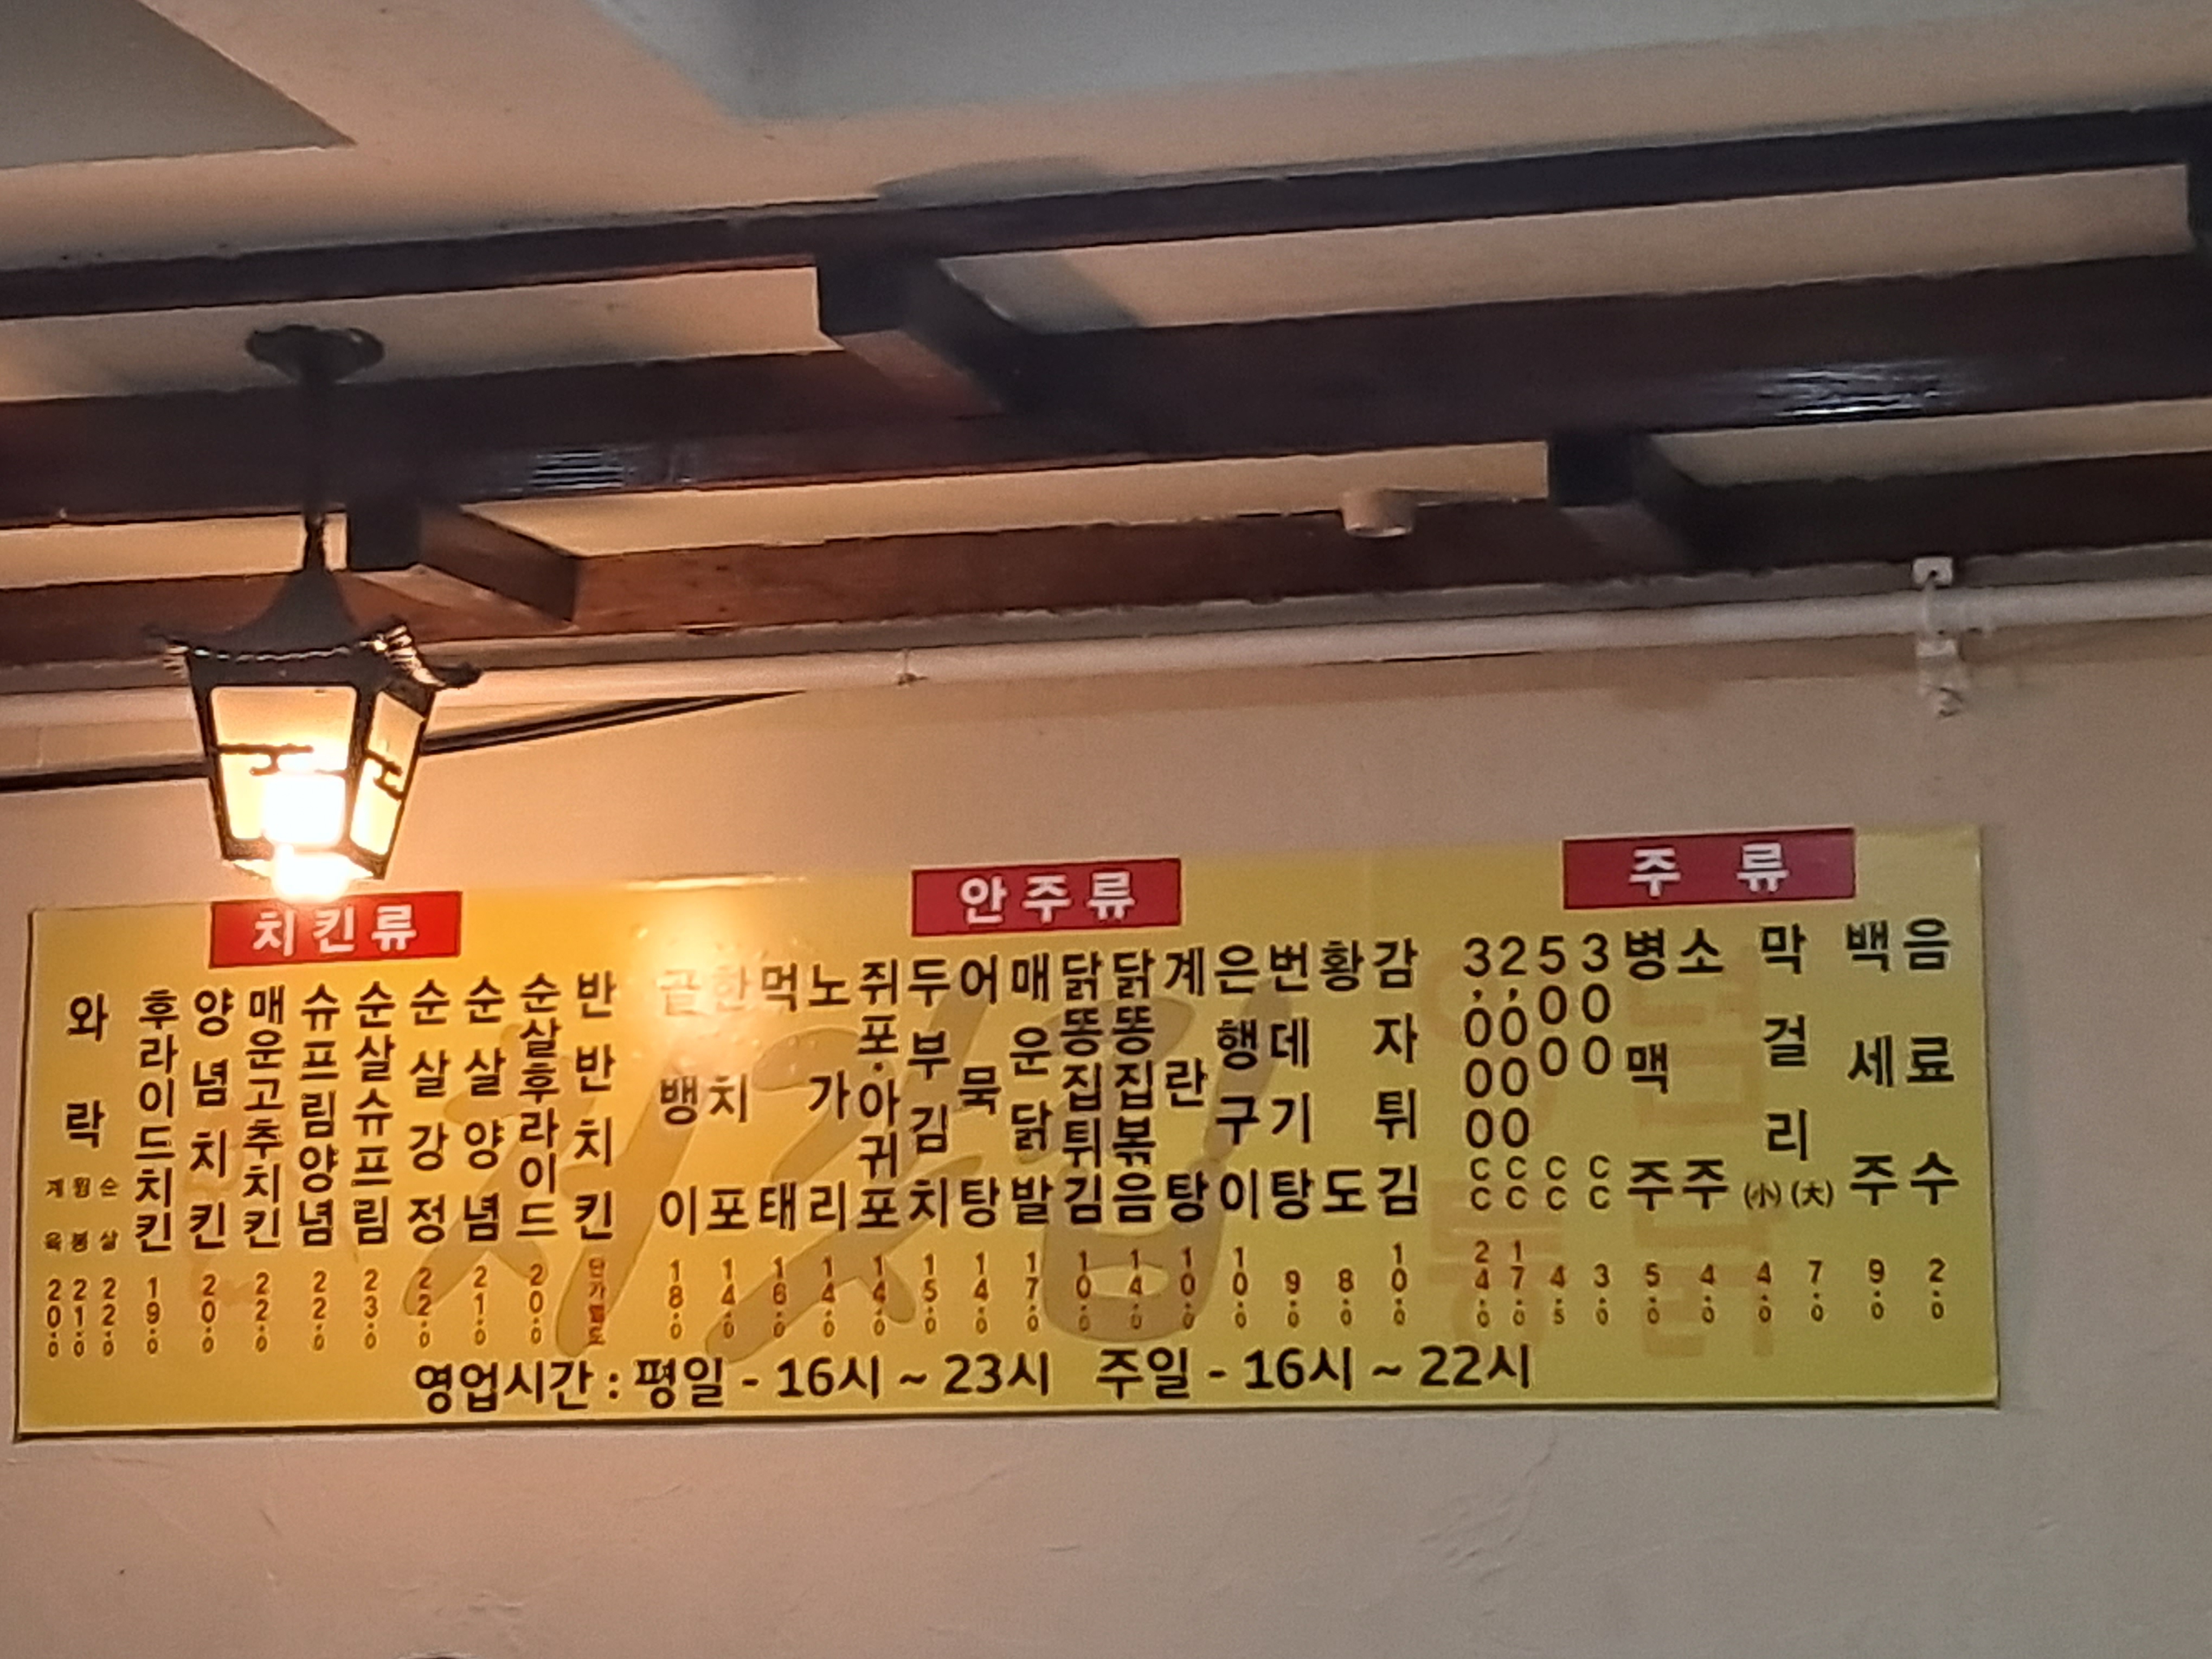 치킨류
와락
계육 20.0
윙봉 21.0
순살 22.0
후라이드치킨 19.0
양념치킨 20.0
매운고추치킨 22.0
슈프림양념 22.0
순살슈프림 23.0
순살강정 22.0
순살양념 21.0
순살후라이드 20.0
반반치킨
안주류
골뱅이 18.0
한치포 14.0
먹태 16.0
노가리 14.0
쥐포·아귀포 14.0
두부김치 15.0
어묵탕 14.0
매운닭발 17.0
닭똥집튀김 10.0
닭똥집볶음 14.0
계란탕 10.0
은행구이 10.0
번데기탕 9.0
황도 8.0
감자튀김 10.0
주류
3,000CC 24.0
2,000CC 17.0
500CC 4.5
300CC 3.0
병맥주 5.0
소주 4.0
막걸리
(小) 4.0
(大) 7.0
백세주 9.0
음료수 2.0
영업시간 : 평일 - 16시 ~ 23시 주일 - 16시 ~ 22시